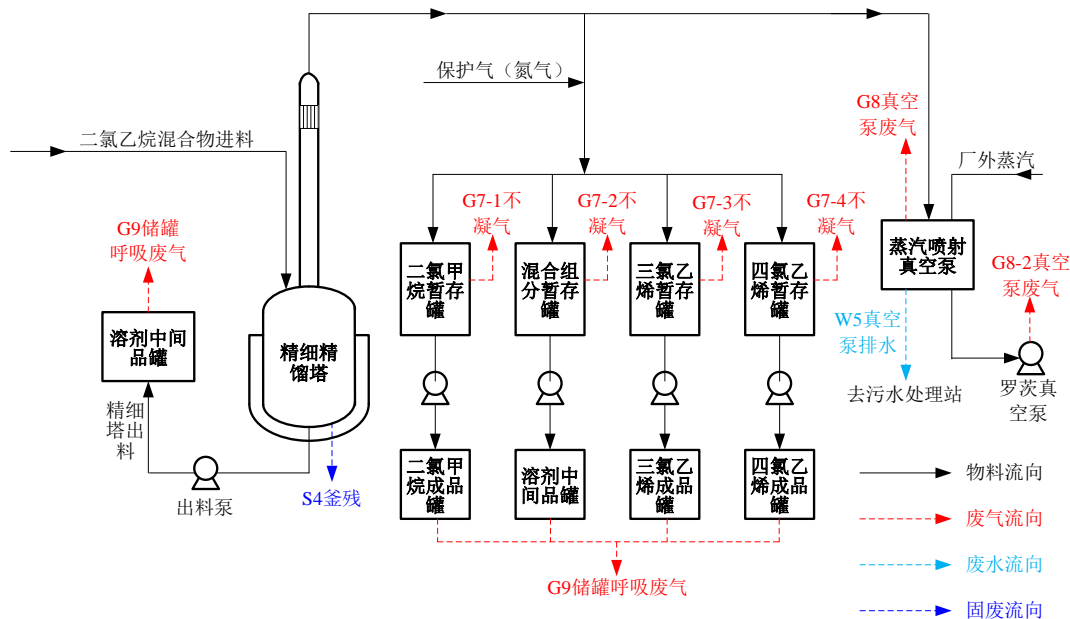 保护气（氮气）
二氯乙烷混合物进料
G8真空
泵废气
厂外蒸汽
G7-1不
凝气
G7-2不
凝气
G7-3不
凝气
G7-4不
凝气
G9储罐
呼吸废气
二氯甲
烷暂存
罐
混合组
分暂存
罐
三氯乙
烯暂存
罐
四氯乙
烯暂存
罐
蒸汽喷射
真空泵
G8-2真空
泵废气
溶剂中间
品罐
精细精
馏塔
W5真空
泵排水
去污水处理站
罗茨真
空泵
精细
塔出
料
出料泵
S4釜残
二氯甲
烷成品
罐
溶剂中
间品罐
三氯乙
烯成品
罐
四氯乙
烯成品
罐
G9储罐呼吸废气
物料流向
废气流向
废水流向
固废流向